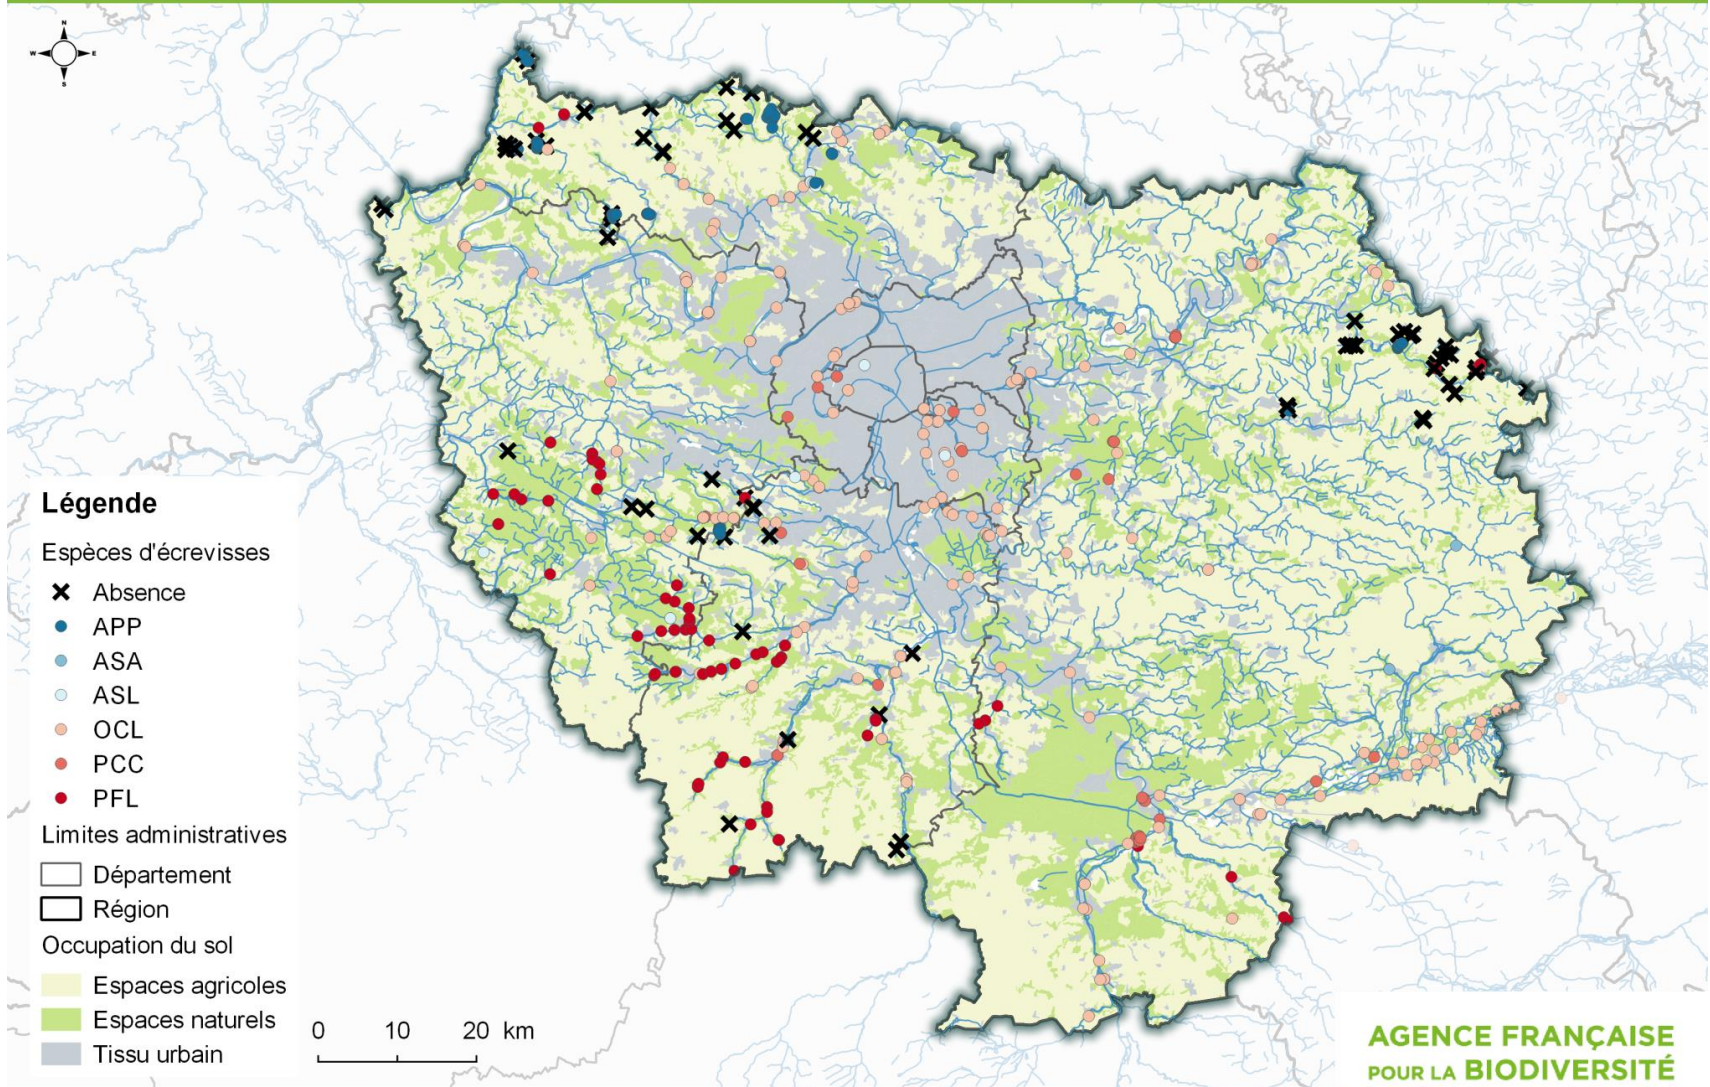 N
W E
S
Légende
Espèces d'écrevisses
Absence
APP
ASA
ASL
OCL
PCC
PFL
Limites administratives
Département
Région
Occupation du sol
Espaces agricoles
Espaces naturels
Tissu urbain
0 10 20 km
AGENCE FRANÇAISE
POUR LA BIODIVERSITÉ